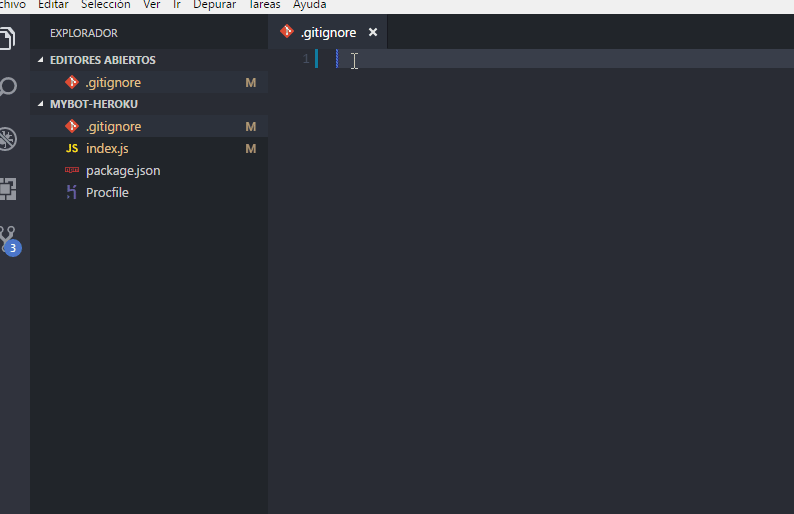 chivo Editar Selección Ver Ir Depurar Tareas Ayuda
EXPLORADOR
EDITORES ABIERTOS
.gitignore M
MYBOT-HEROKU
.gitignore M
JS index.js M
package.json
Procfile
3
.gitignore ×
1